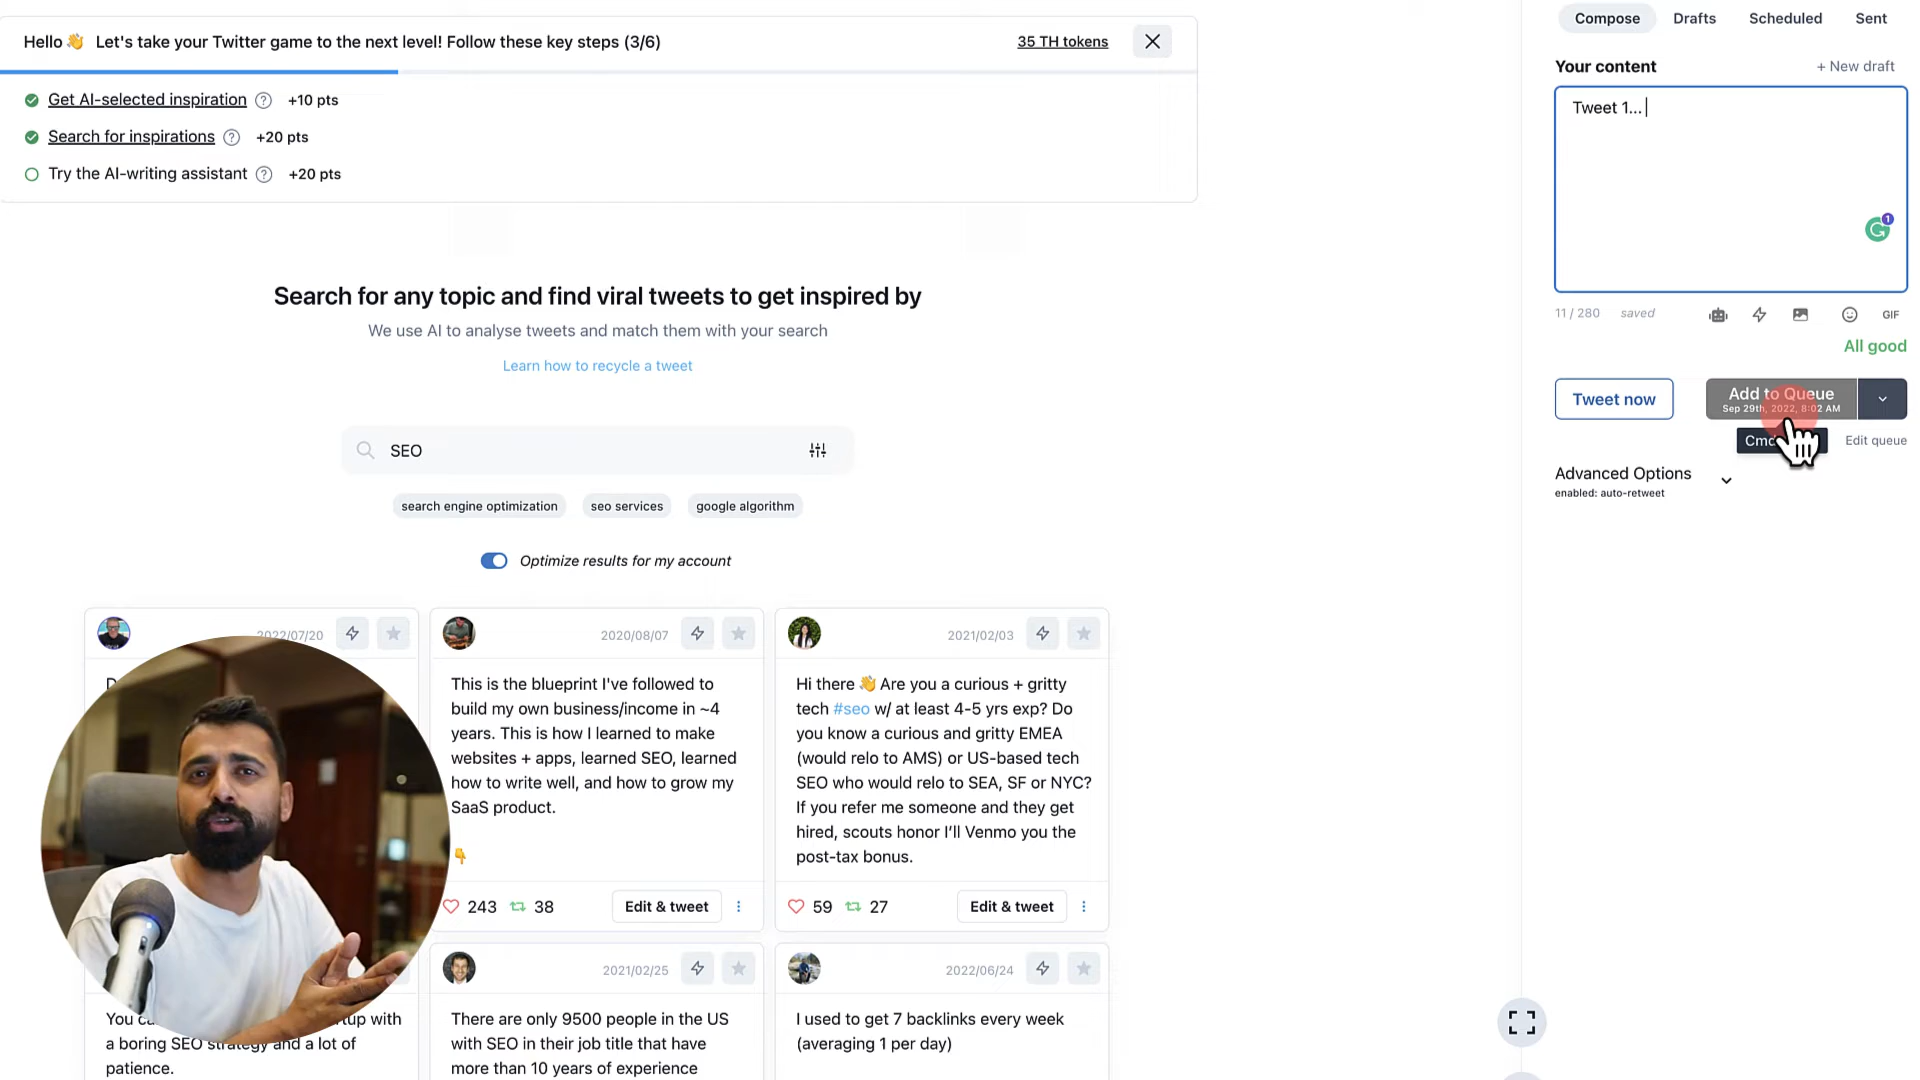 Hello 👋 Let's take your Twitter game to the next level! Follow these key steps (3/6)
35 TH tokens
Get AI-selected inspiration ? +10 pts
Search for inspirations ? +20 pts
Try the AI-writing assistant ? +20 pts
Search for any topic and find viral tweets to get inspired by
We use AI to analyse tweets and match them with your search
Learn how to recycle a tweet
SEO
search engine optimization
seo services
google algorithm
Optimize results for my account
2022/07/20
2020/08/07
This is the blueprint I've followed to
build my own business/income in ~4
years. This is how I learned to make
websites + apps, learned SEO, learned
how to write well, and how to grow my
SaaS product.
👇
243 38 Edit & tweet
2021/02/03
Hi there 👋 Are you a curious + gritty
tech #seo w/ at least 4-5 yrs exp? Do
you know a curious and gritty EMEA
(would relo to AMS) or US-based tech
SEO who would relo to SEA, SF or NYC?
If you refer me someone and they get
hired, scouts honor I'll Venmo you the
post-tax bonus.
59 27 Edit & tweet
You with
a boring SEO strategy and a lot of
patience.
2021/02/25
There are only 9500 people in the US
with SEO in their job title that have
more than 10 years of experience
2022/06/24
I used to get 7 backlinks every week
(averaging 1 per day)
Compose
Drafts
Scheduled
Sent
Your content
+ New draft
Tweet 1...
1
11 / 280 saved
GIF
All good
Tweet now
Add to Queue
Sep 29th, 2022, 8:02 AM
Edit queue
Advanced Options
enabled: auto-retweet